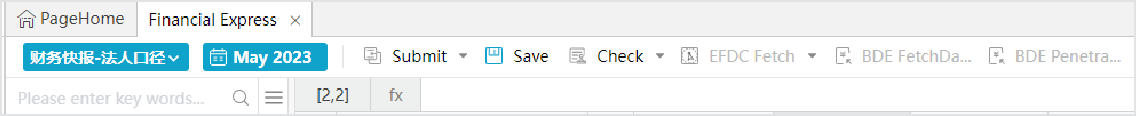 PageHome Financial Express
财务快报-法人口径 May 2023 Submit Save Check EFDC Fetch BDE FetchDa... BDE Penetra...
Please enter key words... [2,2] fx